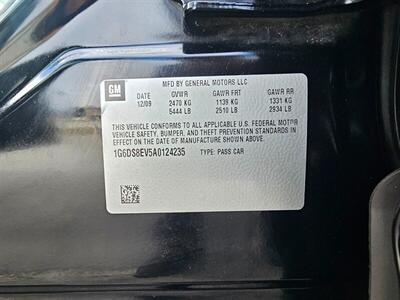 GM
MFD BY GENERAL MOTORS LLC
DATE GVWR GAWR FRT GAWR RR
12/09 2470 KG 1139 KG 1331 KG
5444 LB 2510 LB 2934 LB
THIS VEHICLE CONFORMS TO ALL APPLICABLE U.S. FEDERAL MOTOR
VEHICLE SAFETY, BUMPER, AND THEFT PREVENTION STANDARDS IN
EFFECT ON THE DATE OF MANUFACTURE SHOWN ABOVE.
1G6DS8EV5A0124235 TYPE: PASS CAR